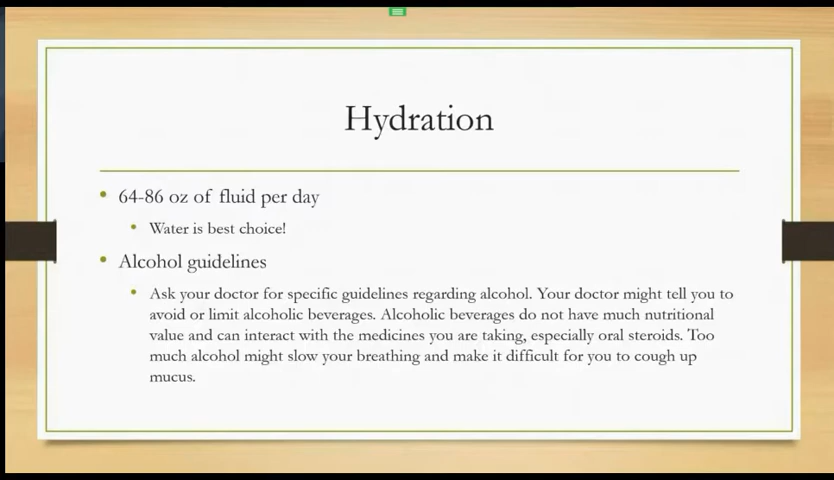 Hydration
64-86 oz of fluid per day
Water is best choice!
Alcohol guidelines
Ask your doctor for specific guidelines regarding alcohol. Your doctor might tell you to
avoid or limit alcoholic beverages. Alcoholic beverages do not have much nutritional
value and can interact with the medicines you are taking, especially oral steroids. Too
much alcohol might slow your breathing and make it difficult for you to cough up
mucus.